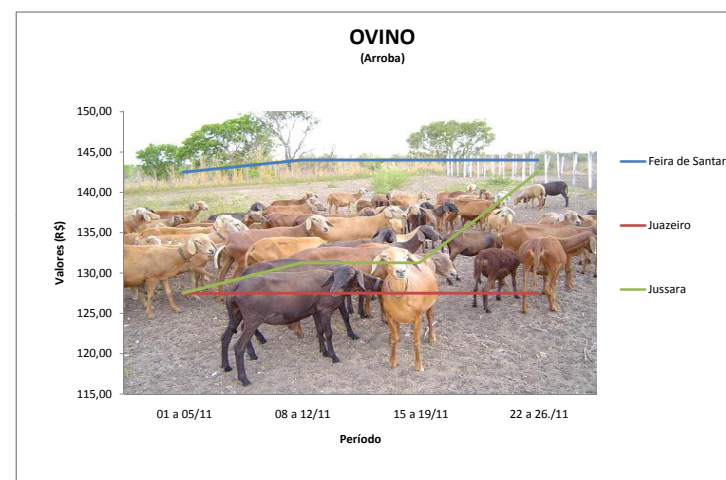 OVINO
(Arroba)
150,00
145,00
140,00
135,00
130,00
125,00
120,00
115,00
Valores (R$)
01 a 05/11
08 a 12/11
15 a 19/11
22 a 26./11
Período
Feira de Santar
Juazeiro
Jussara